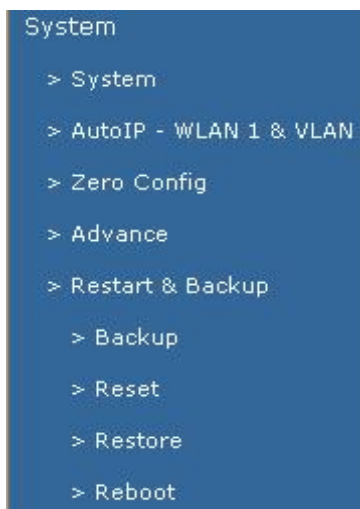 System
> System
> AutoIP - WLAN 1 & VLAN
> Zero Config
> Advance
> Restart & Backup
> Backup
> Reset
> Restore
> Reboot